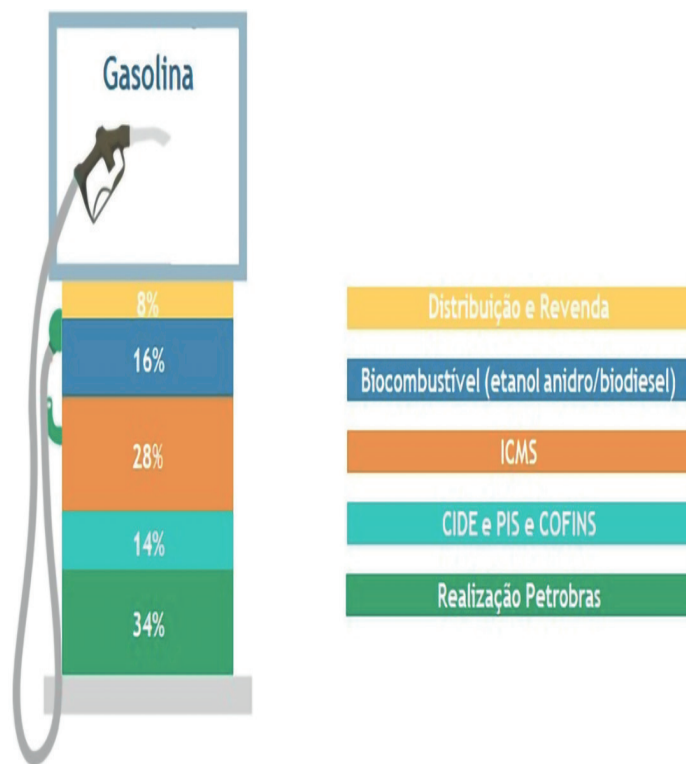 Gasolina
8%
16%
28%
14%
34%
Distribuição e Revenda
Biocombustível (etanol anidro/biodiesel)
ICMS
CIDE e PIS e COFINS
Realização Petrobras